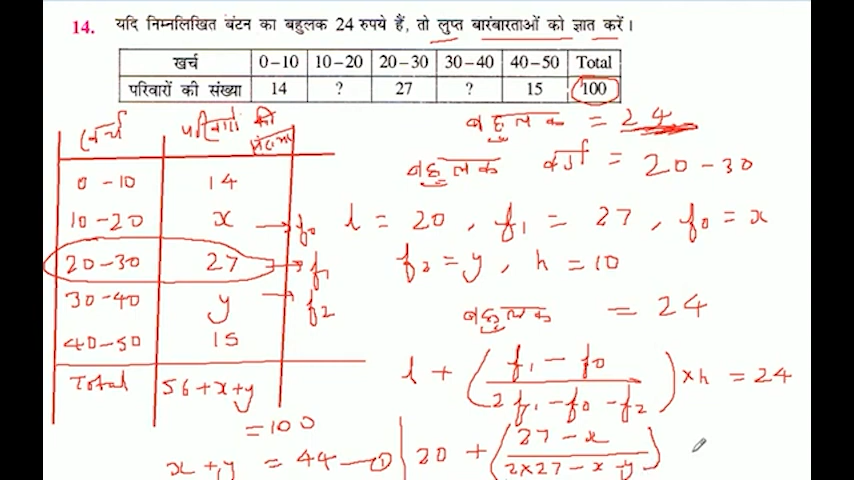 14. यदि निम्नलिखित बंटन का बहुलक 24 रुपये हैं, तो लुप्त बारंबारताओं को ज्ञात करें।
खर्च 0-10 10-20 20-30 30-40 40-50 Total
परिवारों की संख्या 14 ? 27 ? 15 100
खर्च परिवारों की संख्या
0-10 14
10-20 x → f₀
20-30 27 → f₁
30-40 y → f₂
40-50 15
Total 56+x+y
=100
x+y = 44 —①
बहुलक = 24
बहुलक वर्ग = 20-30
l = 20, f₁ = 27, f₀ = x
f₂ = y, h = 10
बहुलक = 24
l + (f₁ - f₀ / 2f₁ - f₀ - f₂) × h = 24
20 + (27 - x / 2×27 - x - y)